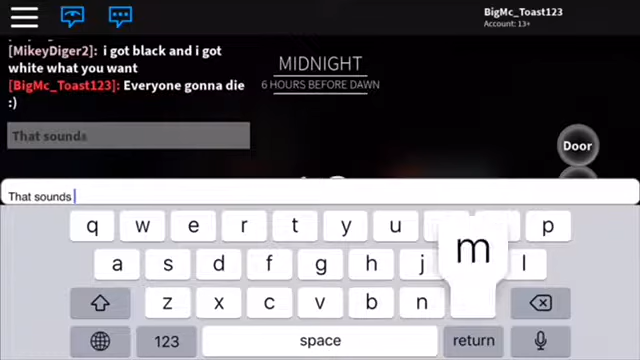 BigMc_Toast123
Account: 13+
[MikeyDiger2]: i got black and i got
white what you want
[BigMc_Toast123]: Everyone gonna die
:)
MIDNIGHT
6 HOURS BEFORE DAWN
That sounds
Door
That sounds
q w e r t y u p
a s d f g h j l
m
z x c v b n
123 space return